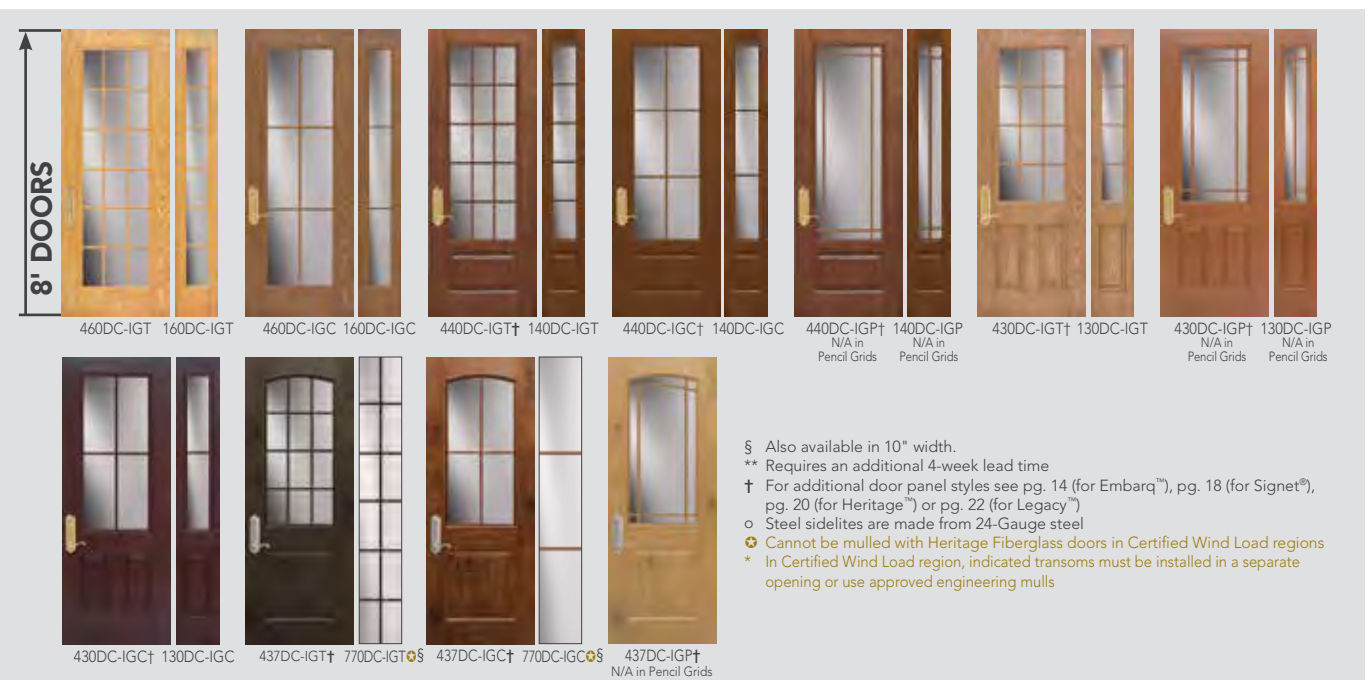 8' DOORS
460DC-IGT 160DC-IGT 460DC-IGC 160DC-IGC 440DC-IGT† 140DC-IGT 440DC-IGC† 140DC-IGC 440DC-IGP† 140DC-IGP 430DC-IGT† 130DC-IGT 430DC-IGP† 130DC-IGP
N/A in N/A in N/A in N/A in
Pencil Grids Pencil Grids Pencil Grids Pencil Grids
430DC-IGC† 130DC-IGC 437DC-IGT† 770DC-IGT✪§ 437DC-IGC† 770DC-IGC✪§ 437DC-IGP†
N/A in Pencil Grids
§ Also available in 10" width.
** Requires an additional 4-week lead time
† For additional door panel styles see pg. 14 (for Embarq™), pg. 18 (for Signet®),
pg. 20 (for Heritage™) or pg. 22 (for Legacy™)
o Steel sidelites are made from 24-Gauge steel
✪ Cannot be mulled with Heritage Fiberglass doors in Certified Wind Load regions
* In Certified Wind Load region, indicated transoms must be installed in a separate
opening or use approved engineering mulls